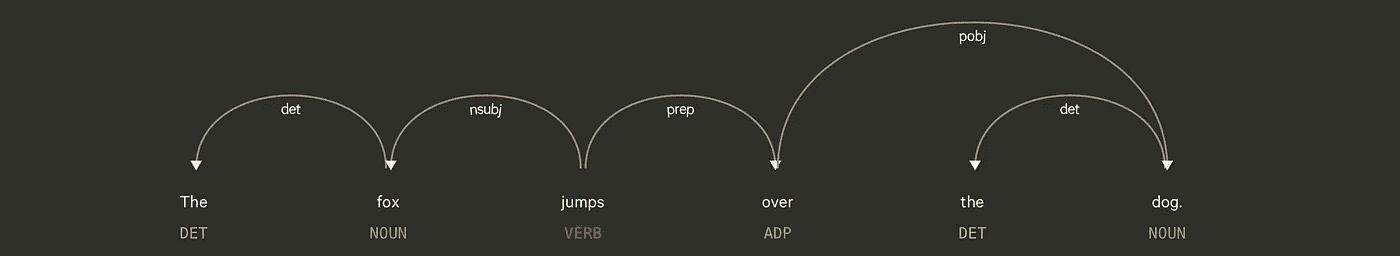 pobj
det nsubj prep det
The fox jumps over the dog.
DET NOUN VERB ADP DET NOUN